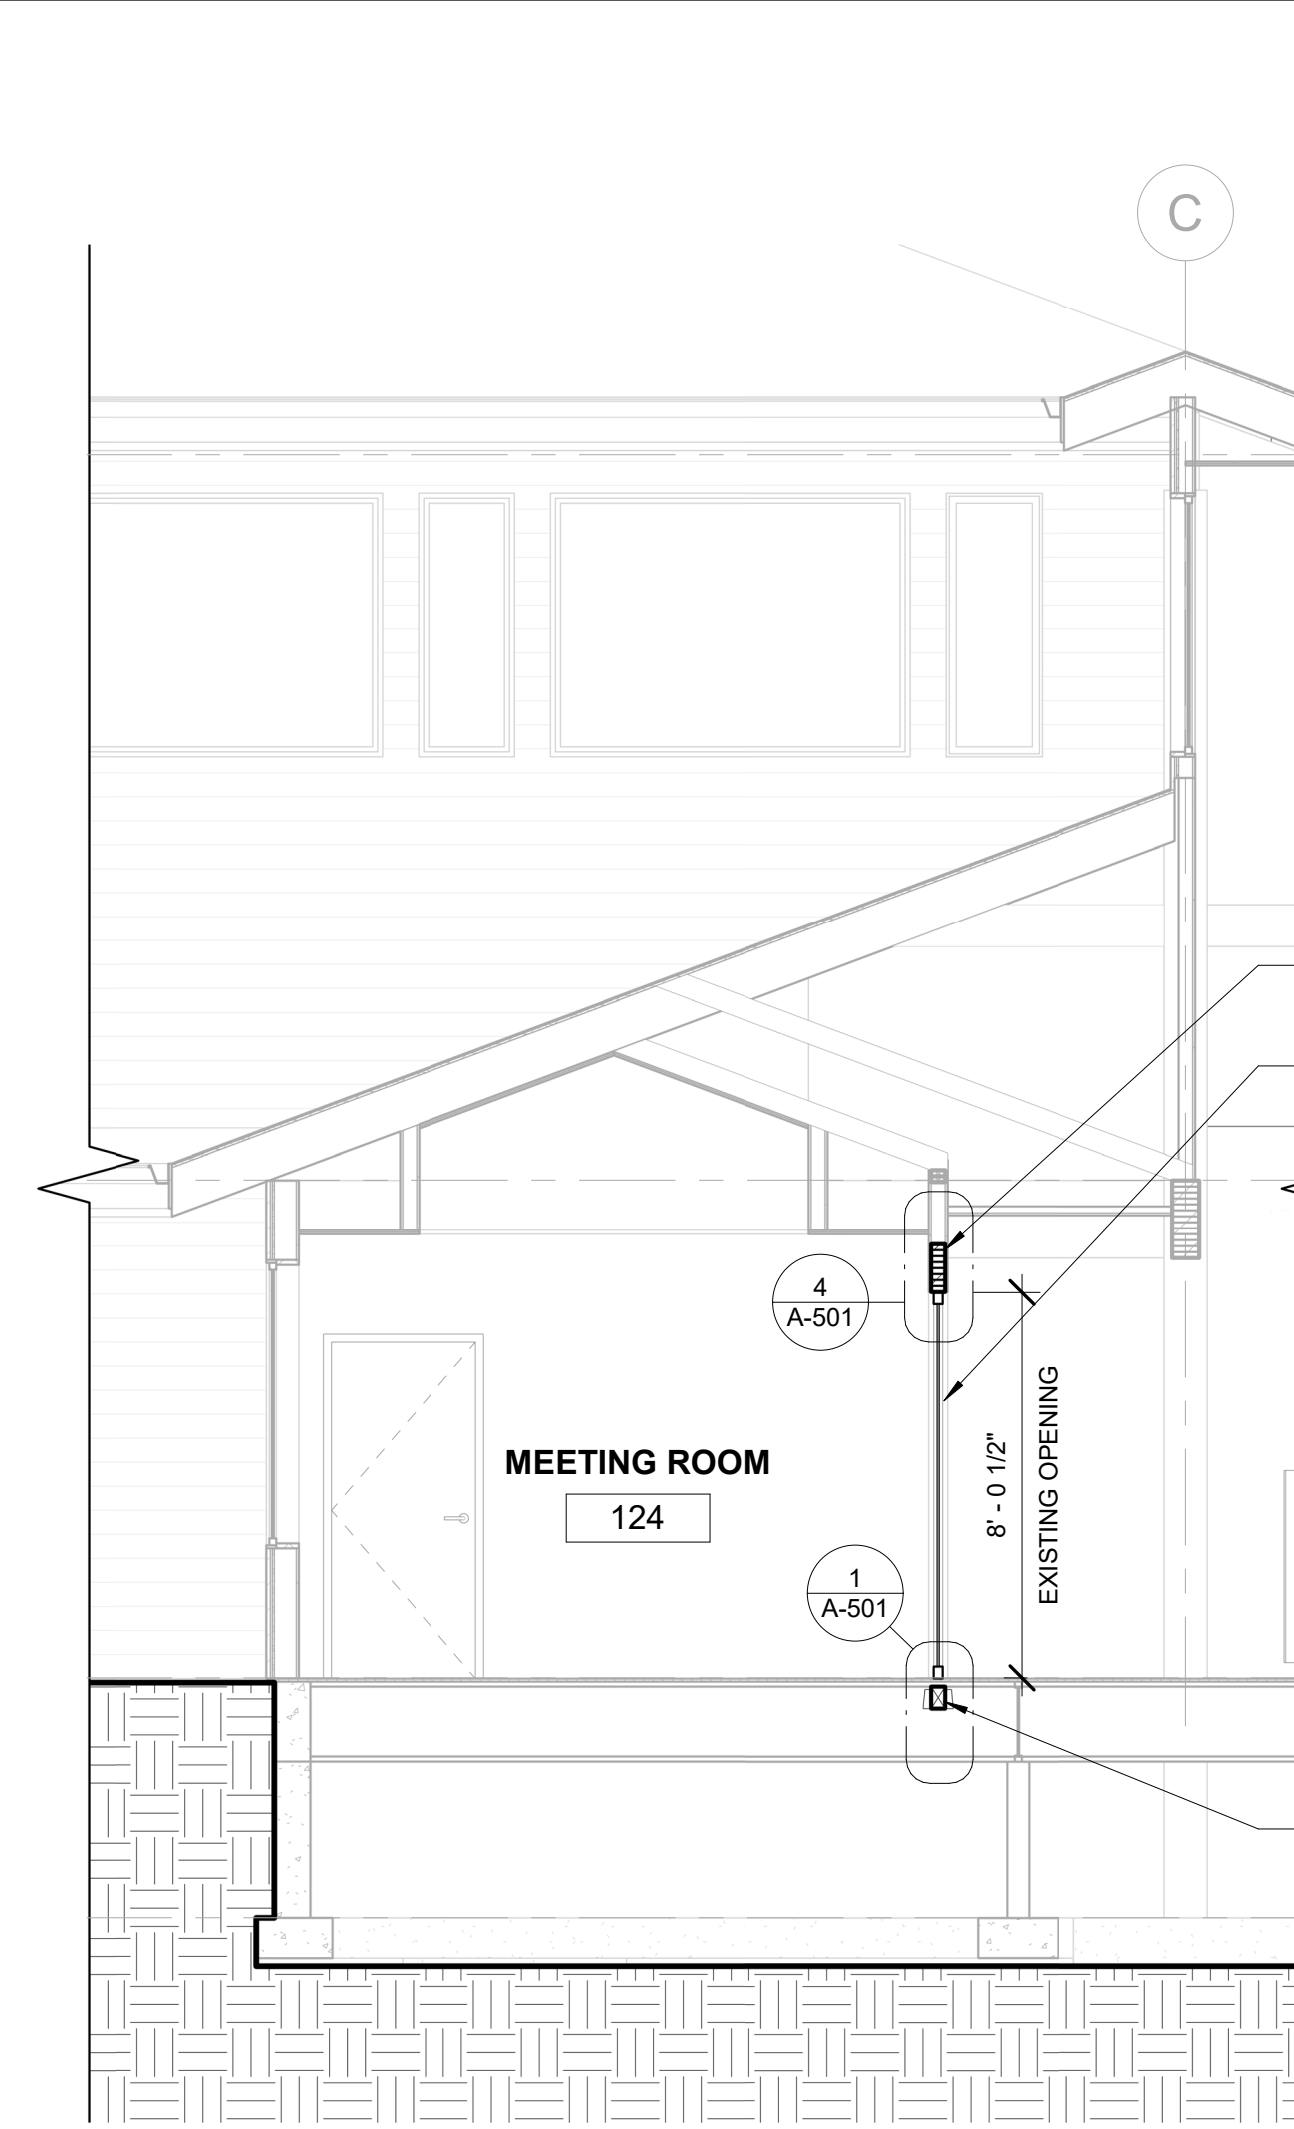 C
4
A-501
8' - 0 1/2"
EXISTING OPENING
MEETING ROOM
124
1
A-501